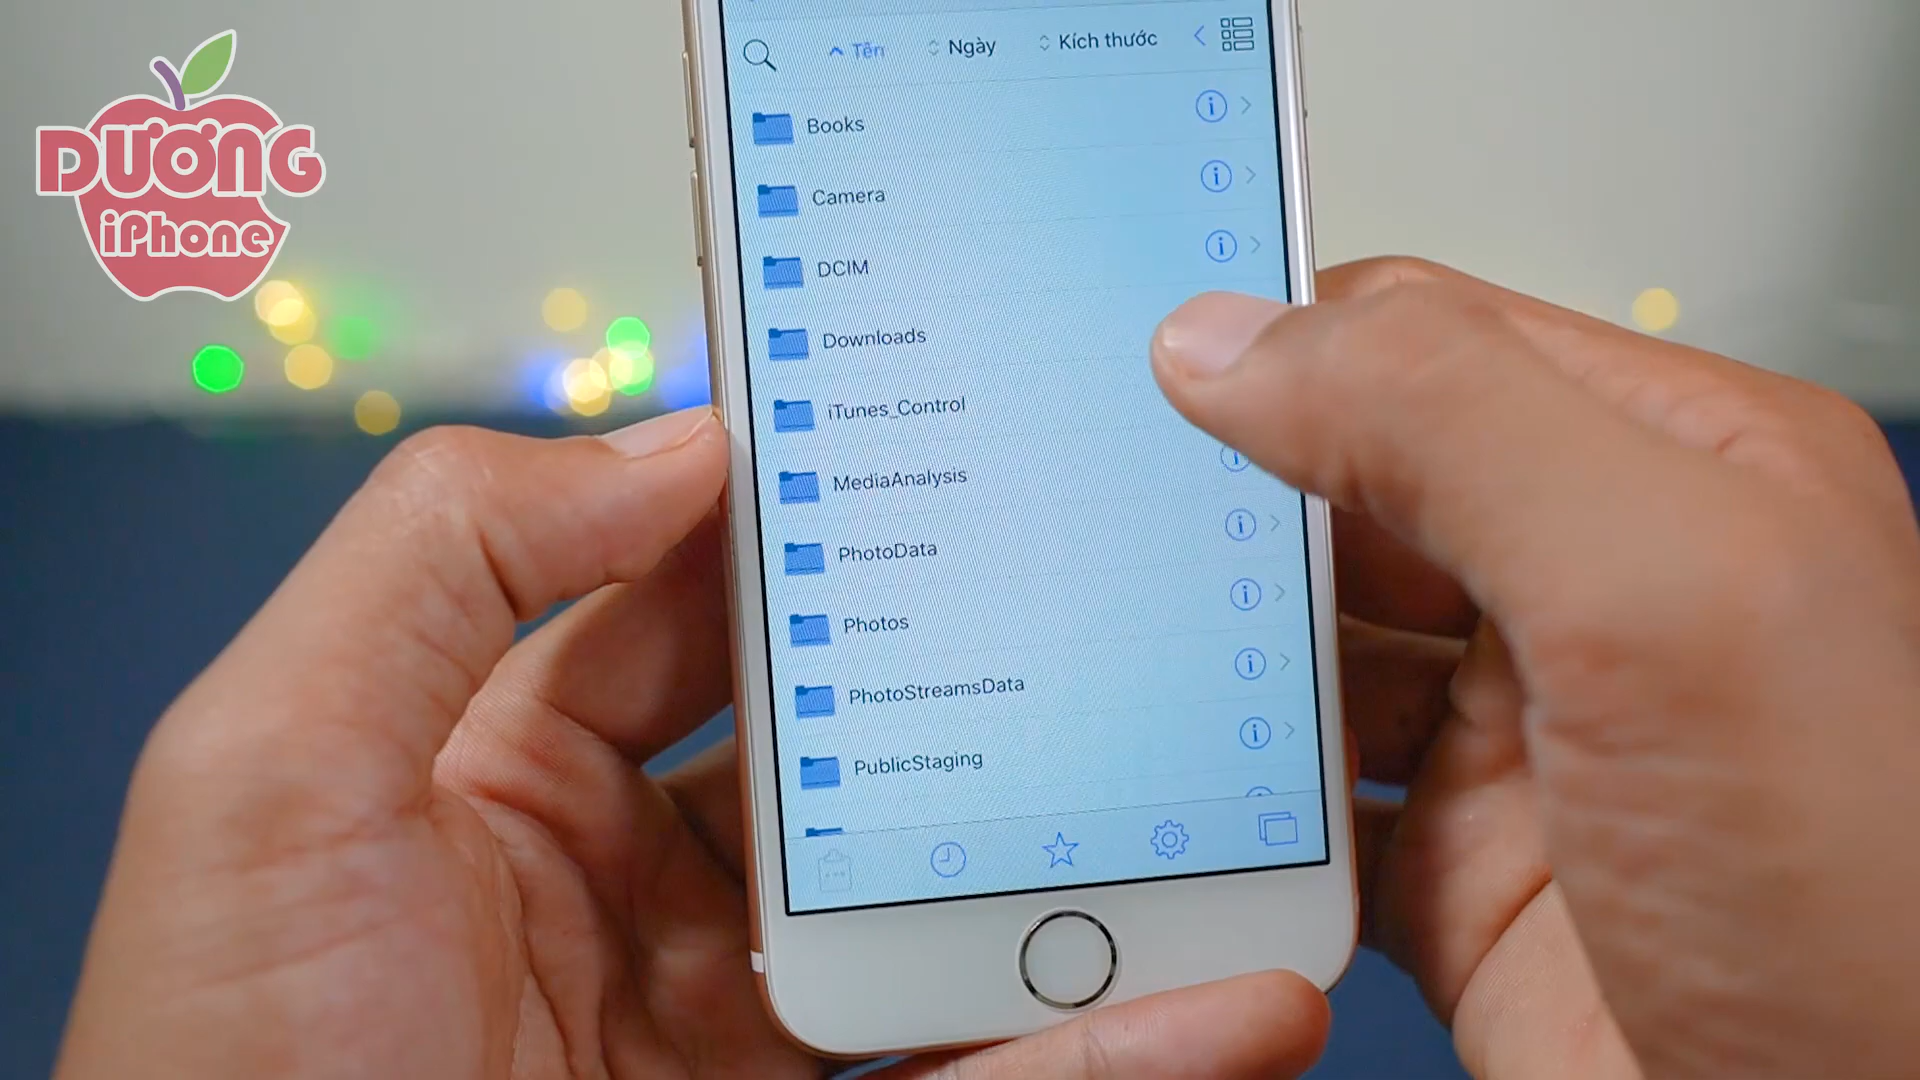 DƯƠNG
iPhone
Tên Ngày Kích thước
Books
Camera
DCIM
Downloads
iTunes_Control
MediaAnalysis
PhotoData
Photos
PhotoStreamsData
PublicStaging